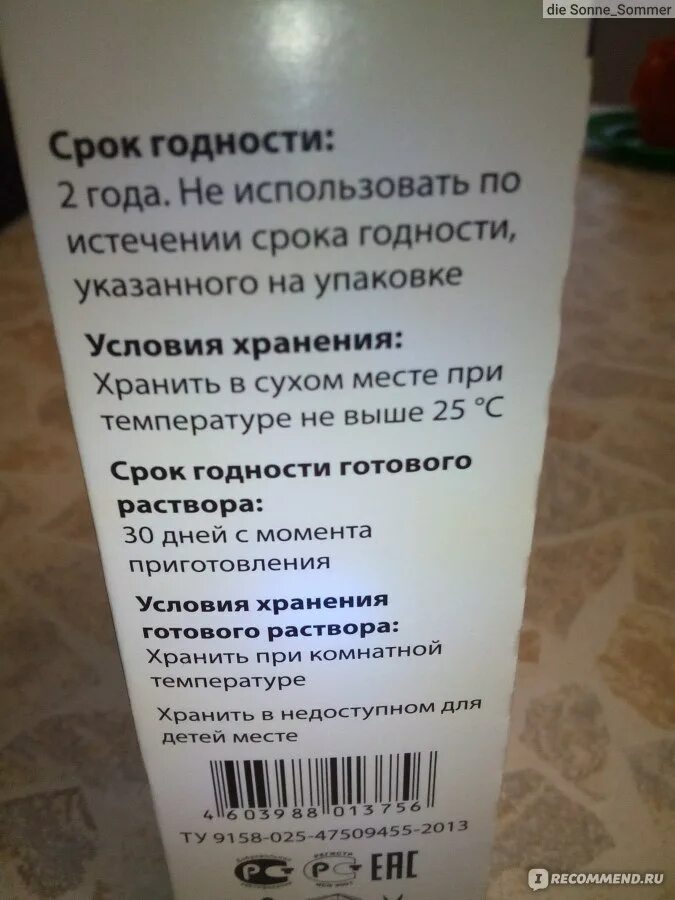 die Sonne_Sommer
Срок годности:
2 года. Не использовать по
истечении срока годности,
указанного на упаковке
Условия хранения:
Хранить в сухом месте при
температуре не выше 25 °С
Срок годности готового
раствора:
30 дней с момента
приготовления
Условия хранения
готового раствора:
Хранить при комнатной
температуре
Хранить в недоступном для
детей месте
4 603988 013756
ТУ 9158-025-47509455-2013
РЕГИСТР
EAC
IRECOMMEND.RU